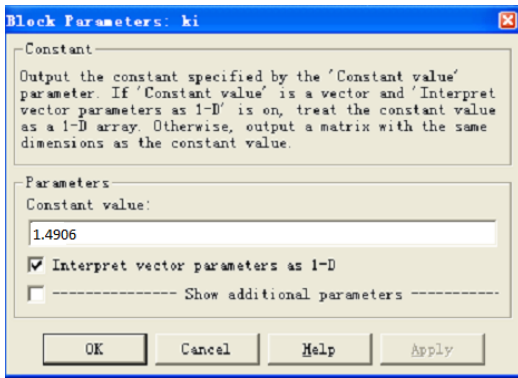 Block Parameters: ki
Constant
Output the constant specified by the 'Constant value'
parameter. If 'Constant value' is a vector and 'Interpret
vector parameters as 1-D' is on, treat the constant value
as a 1-D array. Otherwise, output a matrix with the same
dimensions as the constant value.
Parameters
Constant value:
1.4906
Interpret vector parameters as 1-D
--------------- Show additional parameters -----------
OK Cancel Help Apply